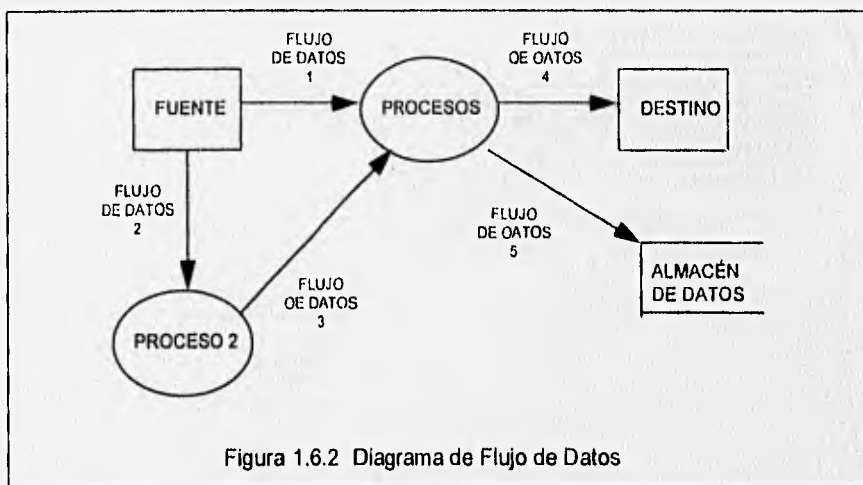 FLUJO
DE DATOS
1
FLUJO
OE OATOS
4
FUENTE
PROCESOS
DESTINO
FLUJO
DE DATOS
2
FLUJO
DE OATOS
5
ALMACÉN
DE DATOS
FLUJO
OE DATOS
3
PROCESO 2
Figura 1.6.2 Diagrama de Flujo de Datos